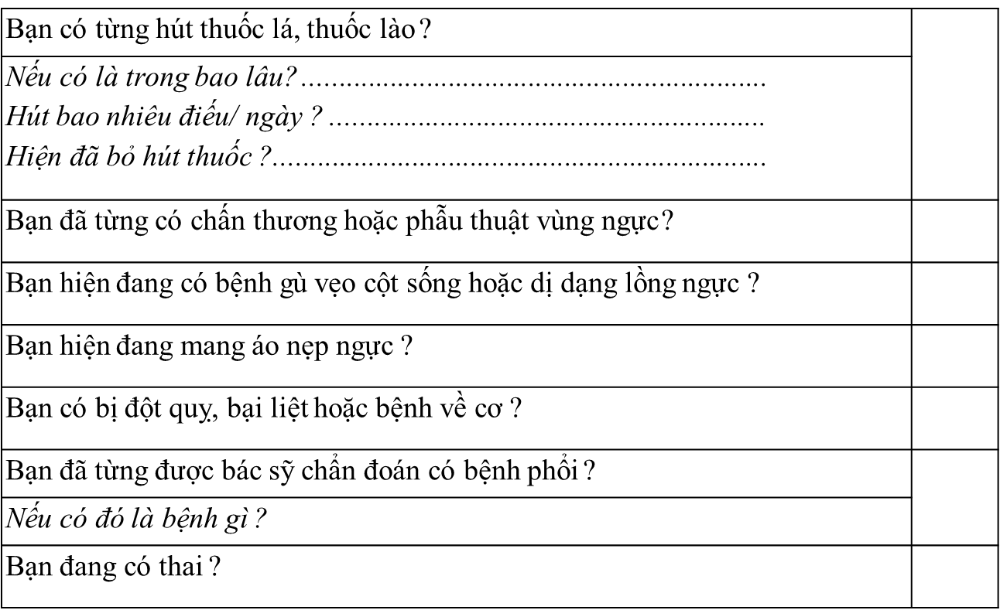 Bạn có từng hút thuốc lá, thuốc lào?
Nếu có là trong bao lâu?...............................................................
Hút bao nhiêu điếu/ ngày ? ...........................................................
Hiện đã bỏ hút thuốc ?...................................................................
Bạn đã từng có chấn thương hoặc phẫu thuật vùng ngực?
Bạn hiện đang có bệnh gù vẹo cột sống hoặc dị dạng lồng ngực ?
Bạn hiện đang mang áo nẹp ngực ?
Bạn có bị đột quỵ, bại liệt hoặc bệnh về cơ ?
Bạn đã từng được bác sỹ chẩn đoán có bệnh phổi?
Nếu có đó là bệnh gì ?
Bạn đang có thai ?